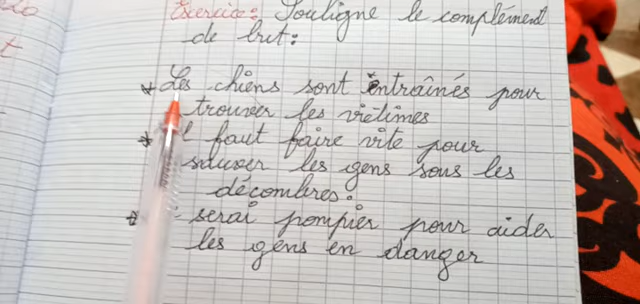 Exercice: Souligne le complément
de but:
* Les chiens sont entraînés pour
trouver les victimes
* l faut faire vite pour
sauver les gens sous les
décombres.
* serai pompier pour aider
les gens en danger